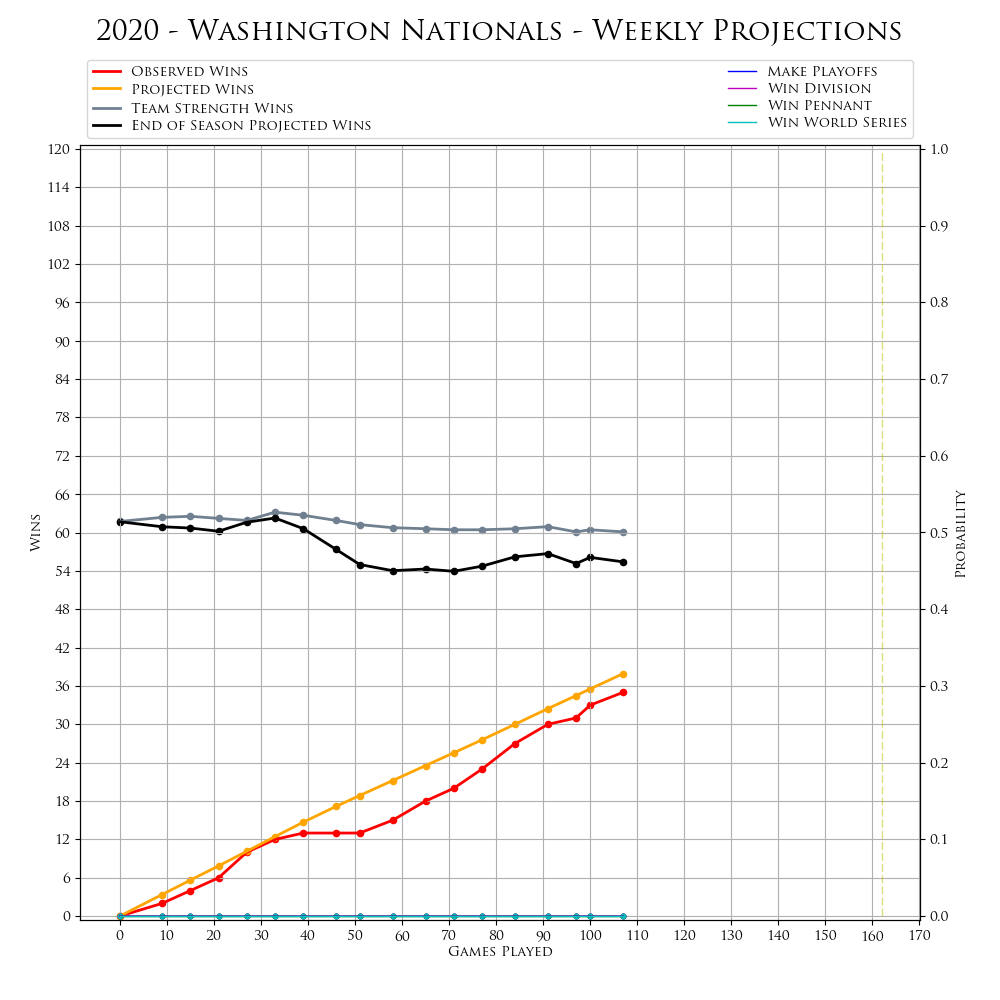 2020 - Washington Nationals - Weekly Projections
Observed Wins
Projected Wins
Team Strength Wins
End of Season Projected Wins
Make Playoffs
Win Division
Win Pennant
Win World Series
120
114
108
102
96
90
84
78
72
66
60
54
48
42
36
30
24
18
12
6
0
Wins
1.0
0.9
0.8
0.7
0.6
0.5
0.4
0.3
0.2
0.1
0.0
Probability
0 10 20 30 40 50 60 70 80 90 100 110 120 130 140 150 160 170
Games Played